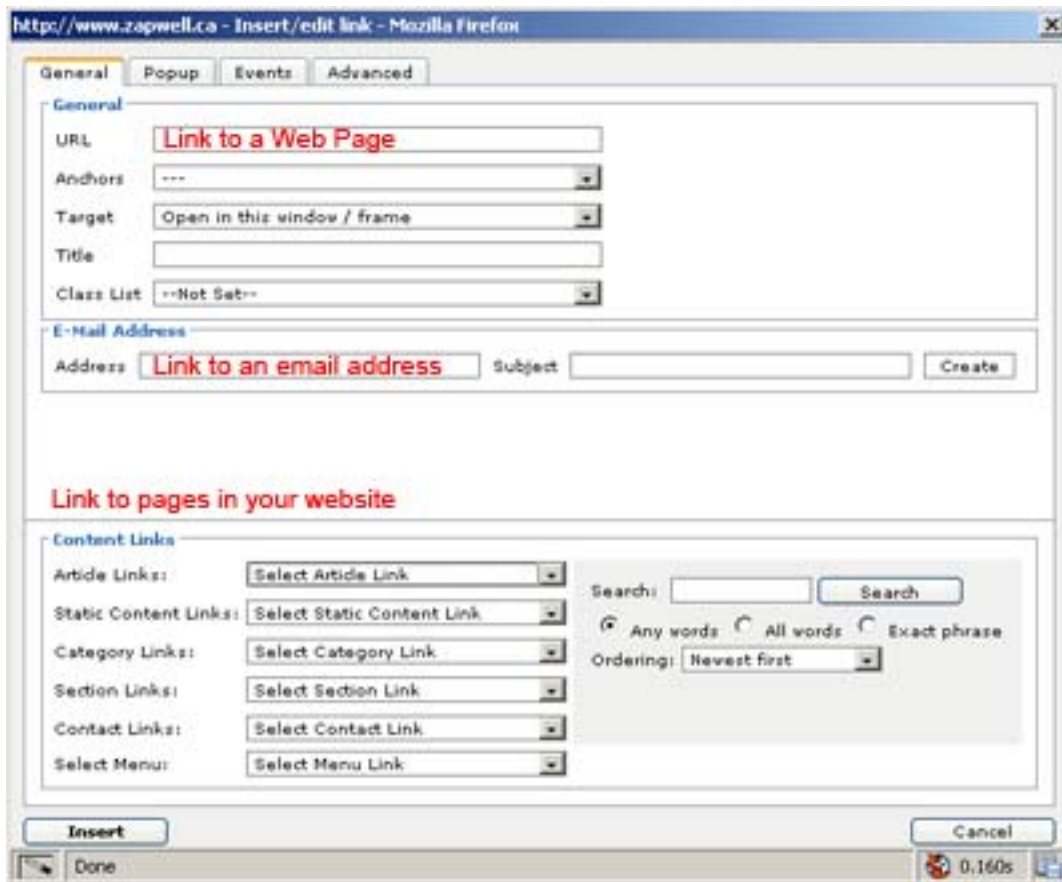 http://www.zapwell.ca - Insert/edit link - Mozilla Firefox
General Popup Events Advanced
General
URL Link to a Web Page
Anchors ---
Target Open in this window / frame
Title
Class List --Not Set--
E-Mail Address
Address Link to an email address Subject Create
Link to pages in your website
Content Links
Article Links: Select Article Link
Search: Search
Static Content Links: Select Static Content Link
Any words All words Exact phrase
Category Links: Select Category Link
Ordering: Newest first
Section Links: Select Section Link
Contact Links: Select Contact Link
Select Menu: Select Menu Link
Insert Cancel
Done 0.160s